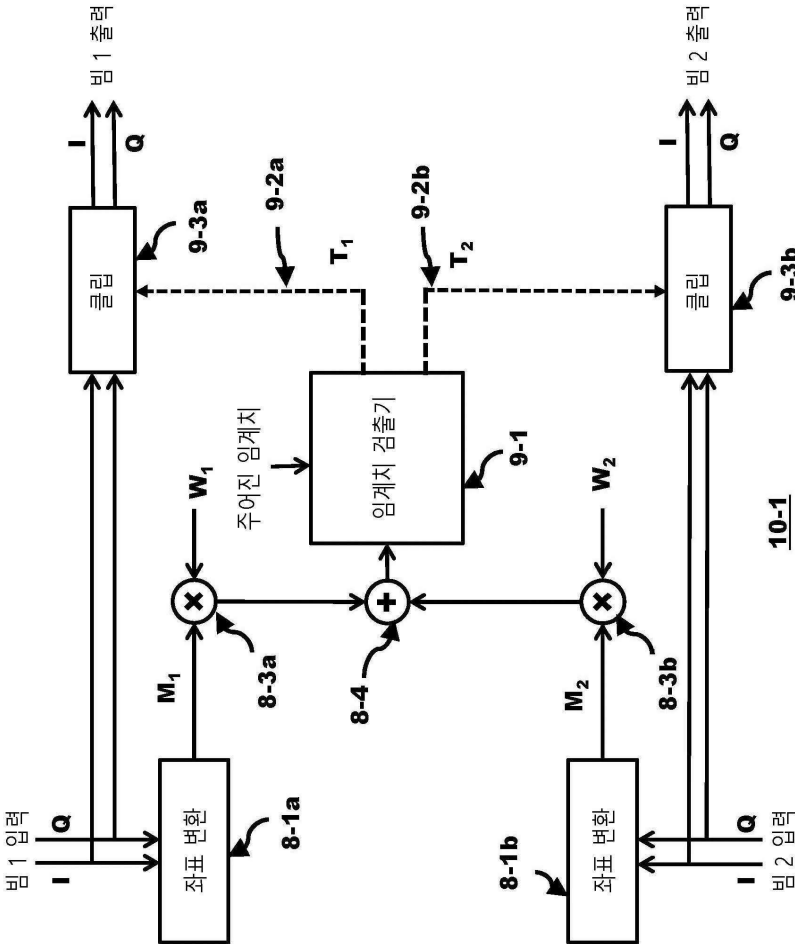 빔 1 입력
I
Q
좌표 변환
8-1a
M₁
8-3a
W₁
클립
9-3a
I
Q
빔 1 출력
9-2a
T₁
주어진 임계치
임계치 검출기
9-1
8-4
T₂
9-2b
빔 2 입력
I
Q
좌표 변환
8-1b
M₂
8-3b
W₂
클립
9-3b
I
Q
빔 2 출력
10-1